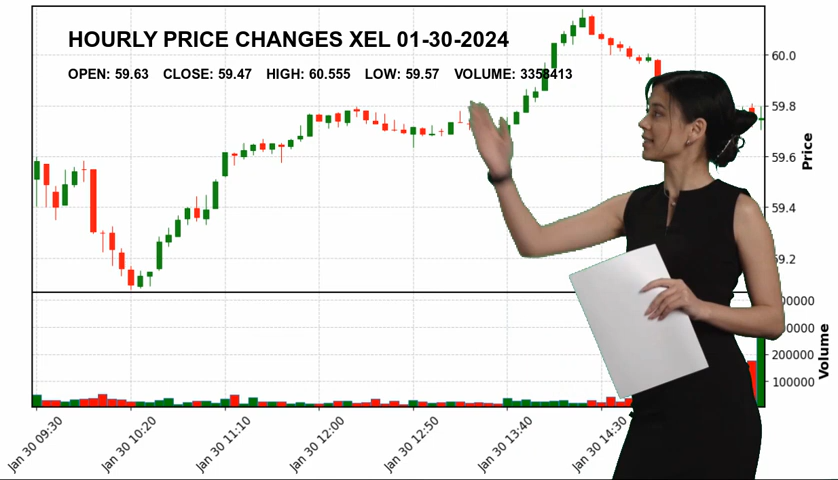 HOURLY PRICE CHANGES XEL 01-30-2024
OPEN: 59.63 CLOSE: 59.47 HIGH: 60.555 LOW: 59.57 VOLUME: 3358413
60.0
59.8
59.6
59.4
Price
200000
100000
Volume
Jan 30 09:30
Jan 30 10:20
Jan 30 11:10
Jan 30 12:00
Jan 30 12:50
Jan 30 13:40
Jan 30 14:30